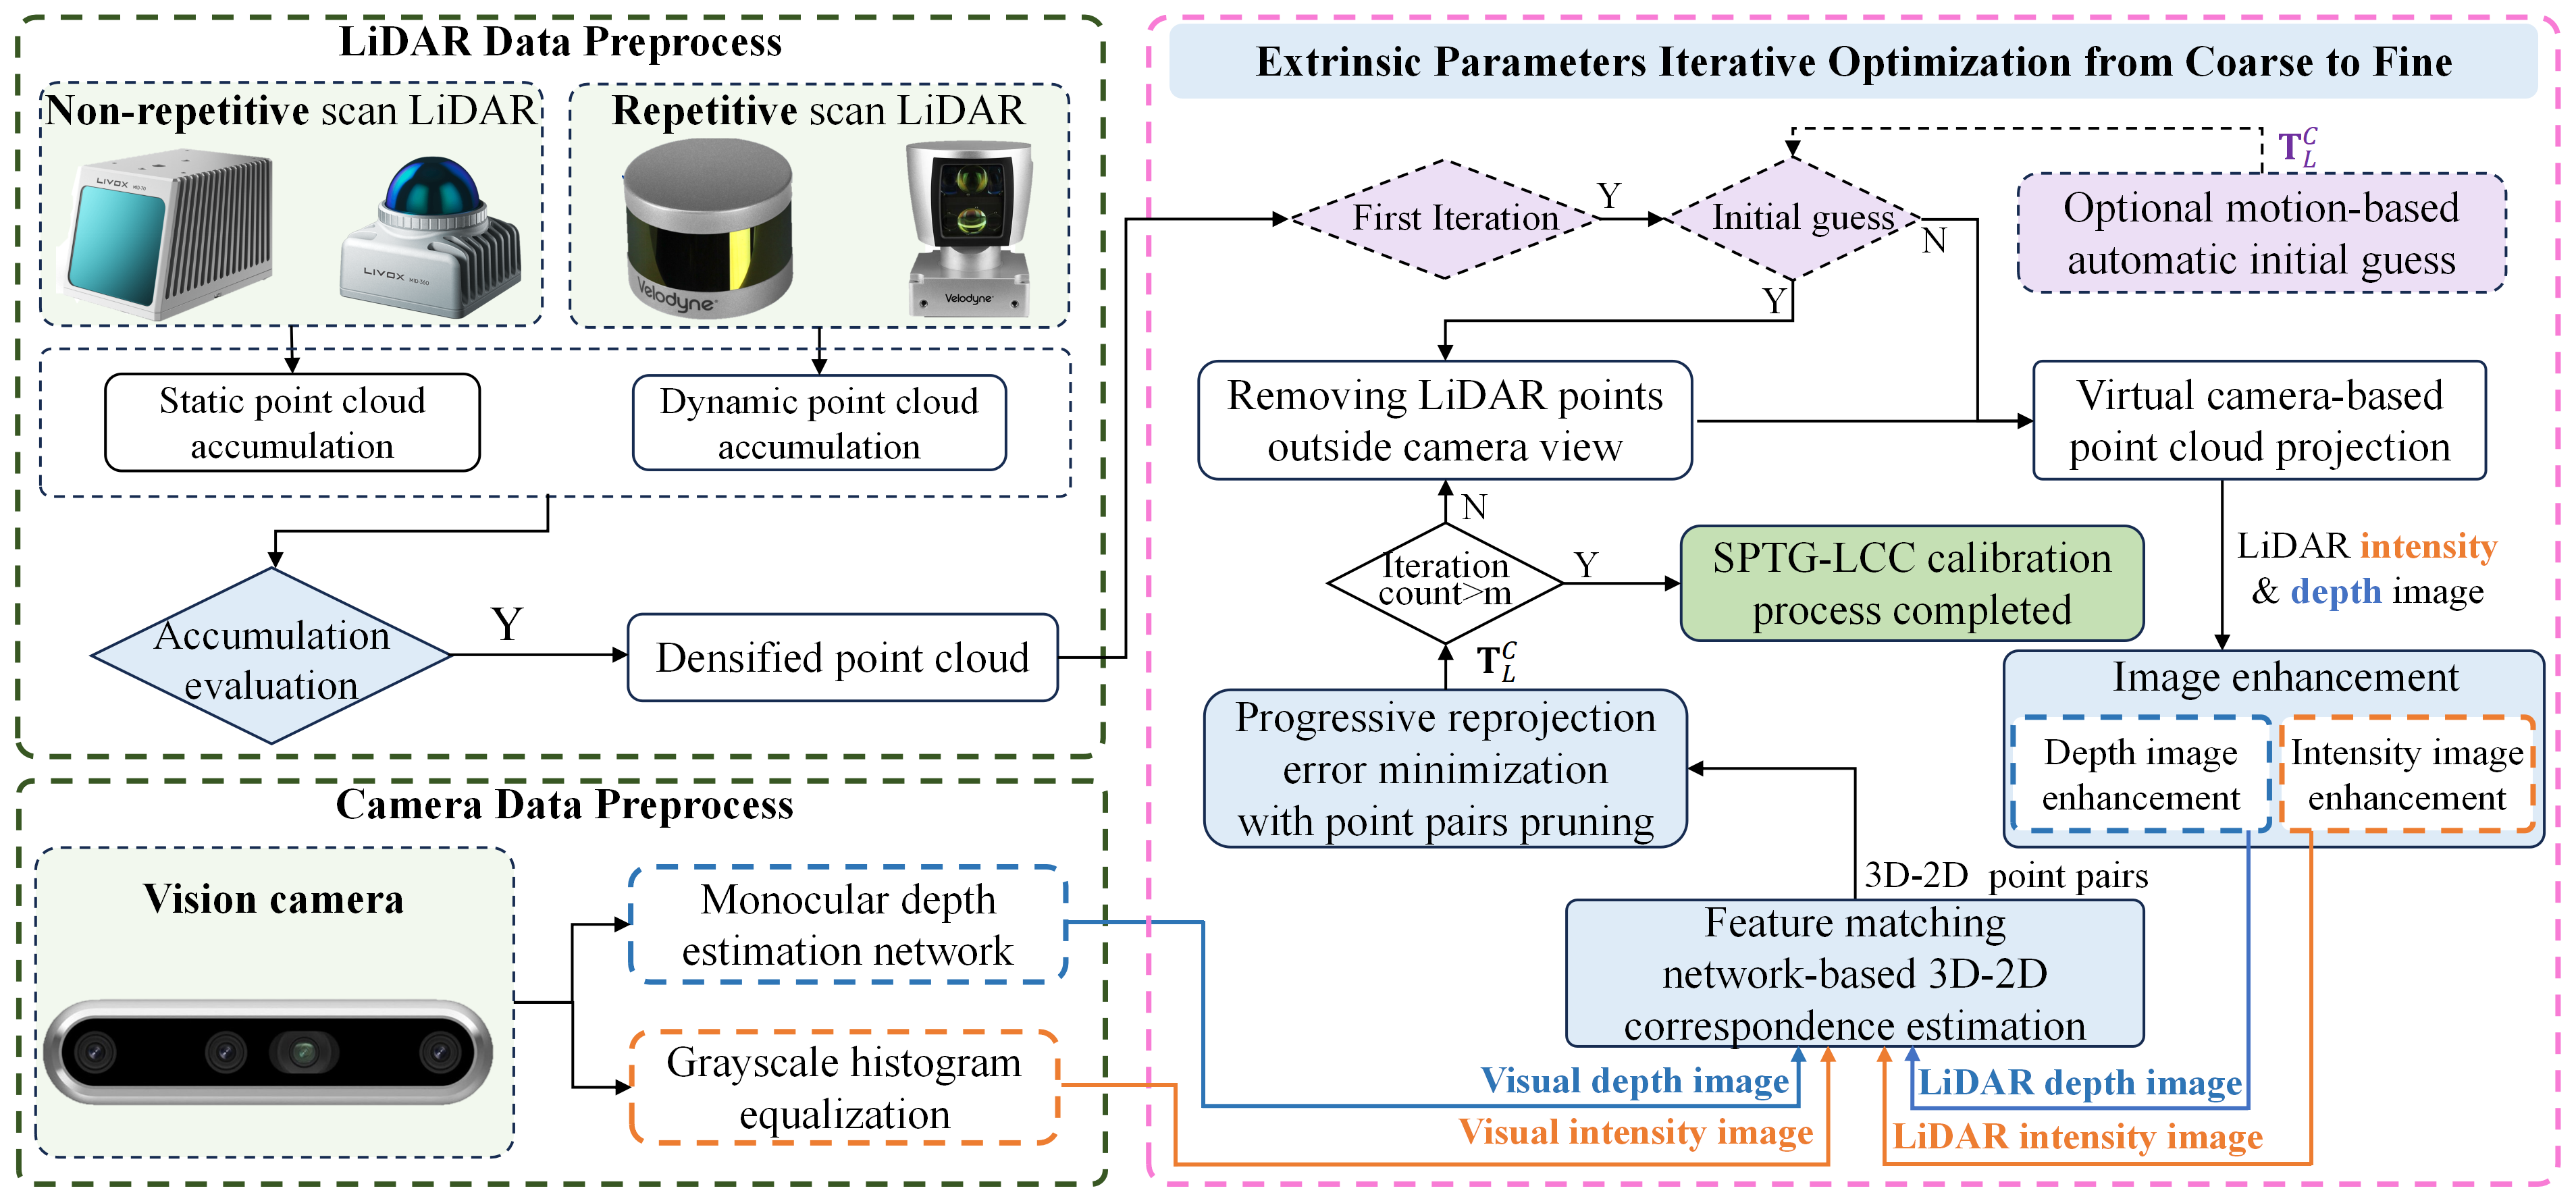 LiDAR Data Preprocess
Non-repetitive scan LiDAR
Repetitive scan LiDAR
LIVOX MID-70
LIVOX MID-360
Velodyne
Velodyne
Static point cloud
accumulation
Dynamic point cloud
accumulation
Accumulation
evaluation
Y
Densified point cloud
Camera Data Preprocess
Vision camera
Monocular depth
estimation network
Grayscale histogram
equalization
Extrinsic Parameters Iterative Optimization from Coarse to Fine
First Iteration
Y
Initial guess
N
Y
T_L^C
Optional motion-based
automatic initial guess
Removing LiDAR points
outside camera view
Virtual camera-based
point cloud projection
N
Iteration
count>m
Y
SPTG-LCC calibration
process completed
LiDAR intensity
& depth image
T_L^C
Progressive reprojection
error minimization
with point pairs pruning
Image enhancement
Depth image
enhancement
Intensity image
enhancement
3D-2D point pairs
Feature matching
network-based 3D-2D
correspondence estimation
Visual depth image
LiDAR depth image
Visual intensity image
LiDAR intensity image